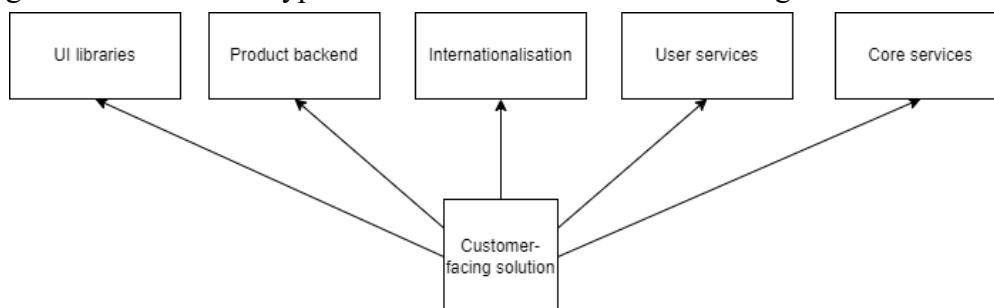 UI libraries
Product backend
Internationalisation
User services
Core services
Customer-
facing solution